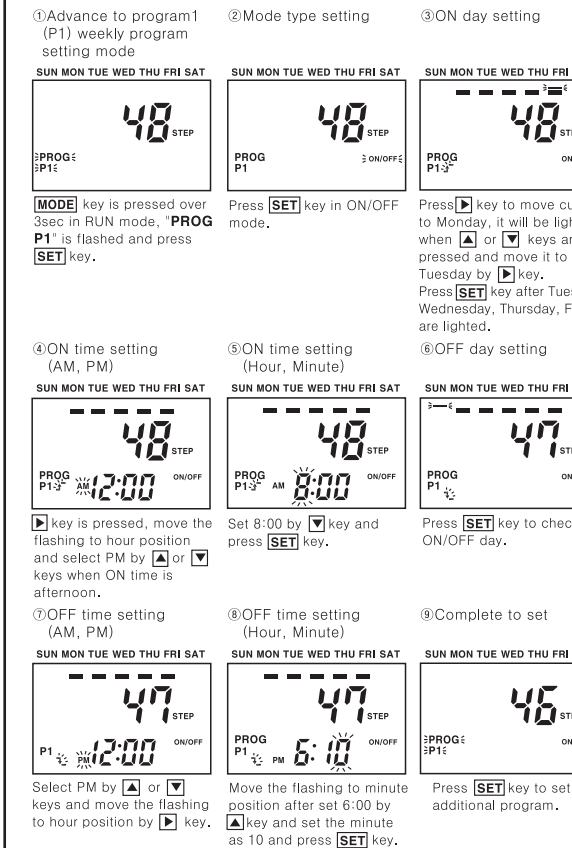 ①Advance to program1
(P1) weekly program
setting mode
SUN MON TUE WED THU FRI SAT
48 STEP
PROG
P1
MODE key is pressed over
3sec in RUN mode, "PROG
P1" is flashed and press
SET key.
②Mode type setting
SUN MON TUE WED THU FRI SAT
48 STEP
PROG ON/OFF
P1
Press SET key in ON/OFF
mode.
③ON day setting
SUN MON TUE WED THU FRI
48
PROG
P1
Press ▶ key to move
to Monday, it will be
when ▲ or ▼ keys
pressed and move it to
Tuesday by ▶ key.
Press SET key after
Wednesday, Thursday,
are lighted.
④ON time setting
(AM, PM)
SUN MON TUE WED THU FRI SAT
48 STEP
PROG ON/OFF
P1 AM 12:00
▶ key is pressed, move the
flashing to hour position
and select PM by ▲ or ▼
keys when ON time is
afternoon.
⑤ON time setting
(Hour, Minute)
SUN MON TUE WED THU FRI SAT
48 STEP
PROG ON/OFF
P1 AM 8:00
Set 8:00 by ▼ key and
press SET key.
⑥OFF day setting
SUN MON TUE WED THU FRI
47
PROG
P1
Press SET key to
ON/OFF day.
⑦OFF time setting
(AM, PM)
SUN MON TUE WED THU FRI SAT
47 STEP
P1 PM 12:00 ON/OFF
Select PM by ▲ or ▼
keys and move the flashing
to hour position by ▶ key.
⑧OFF time setting
(Hour, Minute)
SUN MON TUE WED THU FRI SAT
47 STEP
PROG ON/OFF
P1 PM 6:10
Move the flashing to minute
position after set 6:00 by
▲ key and set the minute
as 10 and press SET key.
⑨Complete to set
SUN MON TUE WED THU FRI
46
PROG
P1
Press SET key to set
additional program.